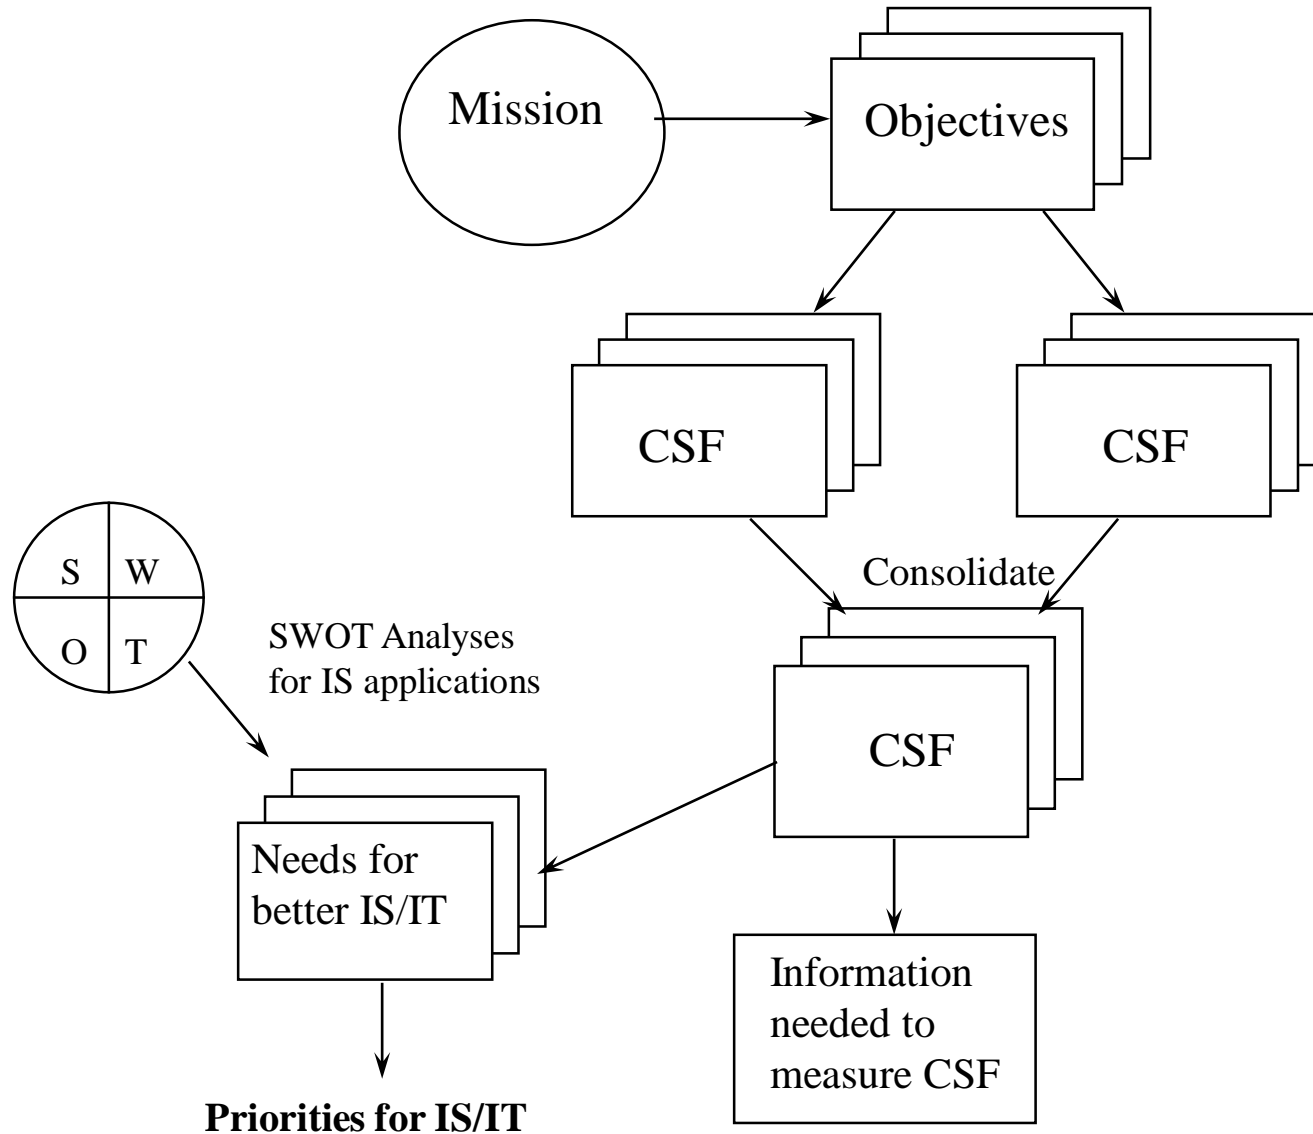 Mission
Objectives
CSF
CSF
Consolidate
S W
O T
SWOT Analyses
for IS applications
CSF
Needs for
better IS/IT
Information
needed to
measure CSF
Priorities for IS/IT